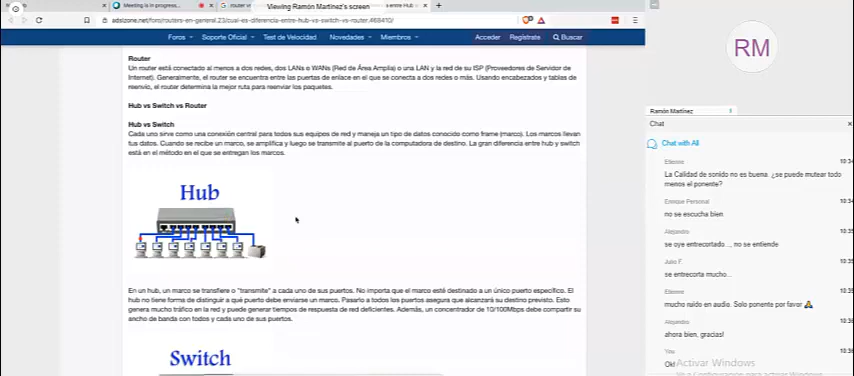 Meeting is in progress...
router vs
Viewing Ramón Martínez's screen
adslzone.net/foro/routers-en-general.23/cual-es-diferencia-entre-hub-vs-switch-vs-router.468410/
Foros
Soporte Oficial
Test de Velocidad
Novedades
Miembros
Acceder
Regístrate
Buscar
Router
Un router está conectado al menos a dos redes, dos LANs o WANs (Red de Área Amplia) o una LAN y la red de su ISP (Proveedores de Servidor de
Internet). Generalmente, el router se encuentra entre las puertas de enlace en el que se conecta a dos redes o más. Usando encabezados y tablas de
reenvío, el router determina la mejor ruta para reenviar los paquetes.
Hub vs Switch vs Router
Hub vs Switch
Cada uno sirve como una conexión central para todos sus equipos de red y maneja un tipo de datos conocido como frame (marco). Los marcos llevan
tus datos. Cuando se recibe un marco, se amplifica y luego se transmite al puerto de la computadora de destino. La gran diferencia entre hub y switch
está en el método en el que se entregan los marcos.
Hub
En un hub, un marco se transfiere o "transmite" a cada uno de sus puertos. No importa que el marco esté destinado a un único puerto específico. El
hub no tiene forma de distinguir a qué puerto debe enviarse un marco. Pasarlo a todos los puertos asegura que alcanzará su destino previsto. Esto
genera mucho tráfico en la red y puede generar tiempos de respuesta de red deficientes. Además, un concentrador de 10/100Mbps debe compartir su
ancho de banda con todos y cada uno de sus puertos.
Switch
RM
Ramón Martínez
Chat
Chat with All
Etienne
La Calidad de sonido no es buena. ¿se puede mutear todo
menos el ponente?
Enrique Personal
no se escucha bien
Alejandro
se oye entrecortado..., no se entiende
Julio F.
se entrecorta mucho...
Etienne
mucho ruido en audio. Solo ponente por favor 🙏
Alejandro
ahora bien, gracias!
You
Ok!
Activar Windows